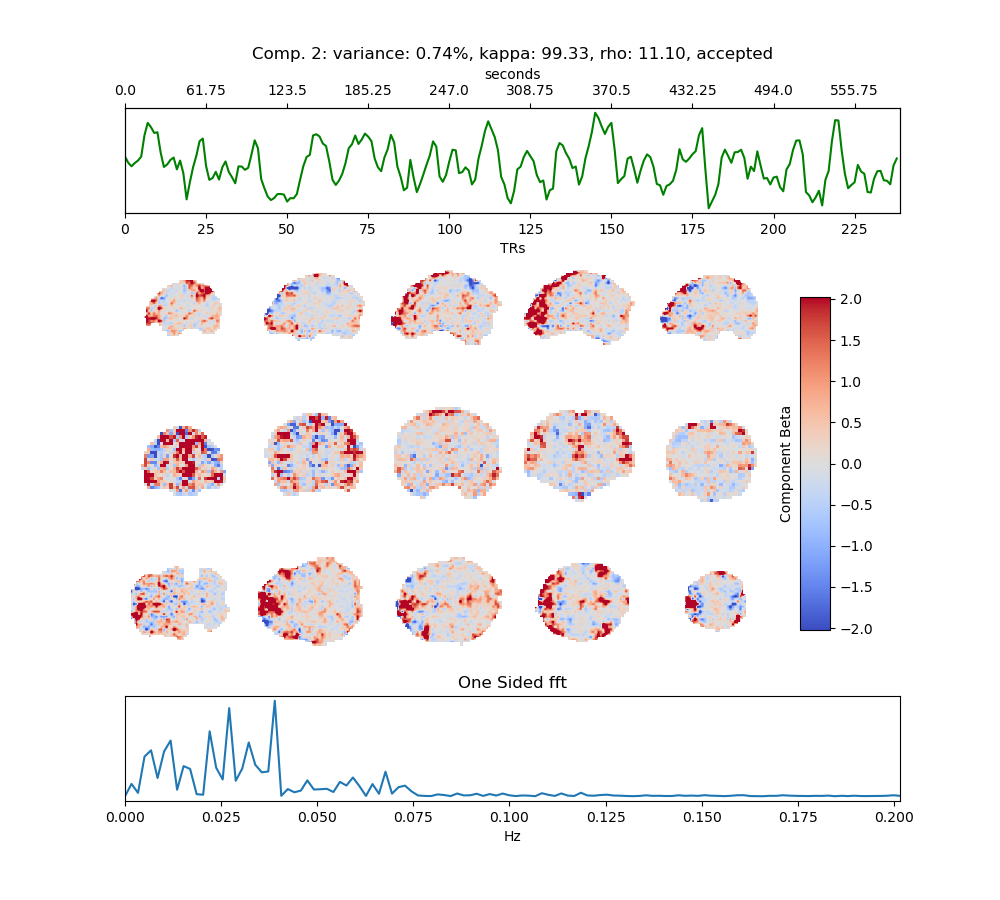 Comp. 2: variance: 0.74%, kappa: 99.33, rho: 11.10, accepted
seconds
0.0 61.75 123.5 185.25 247.0 308.75 370.5 432.25 494.0 555.75
0 25 50 75 100 125 150 175 200 225
TRs
2.0
1.5
1.0
0.5
0.0
−0.5
−1.0
−1.5
−2.0
Component Beta
One Sided fft
0.000 0.025 0.050 0.075 0.100 0.125 0.150 0.175 0.200
Hz